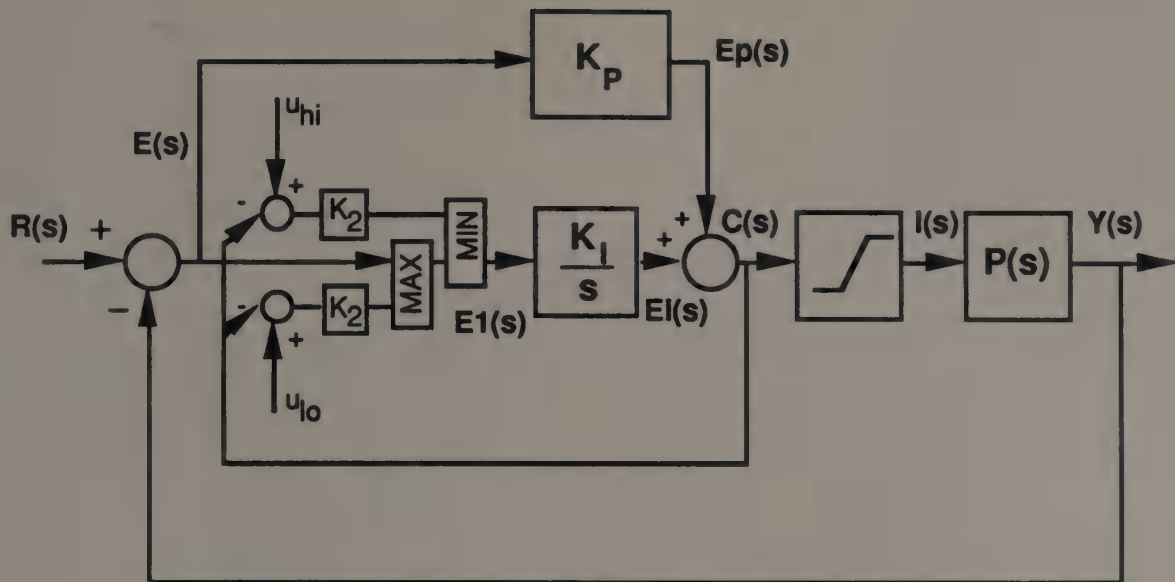 K_P
Ep(s)
u_hi
E(s)
+
-
K_2
R(s)
+
MIN
K_I
s
+
+
C(s)
I(s)
P(s)
Y(s)
MAX
-
-
K_2
E1(s)
Ei(s)
+
u_lo